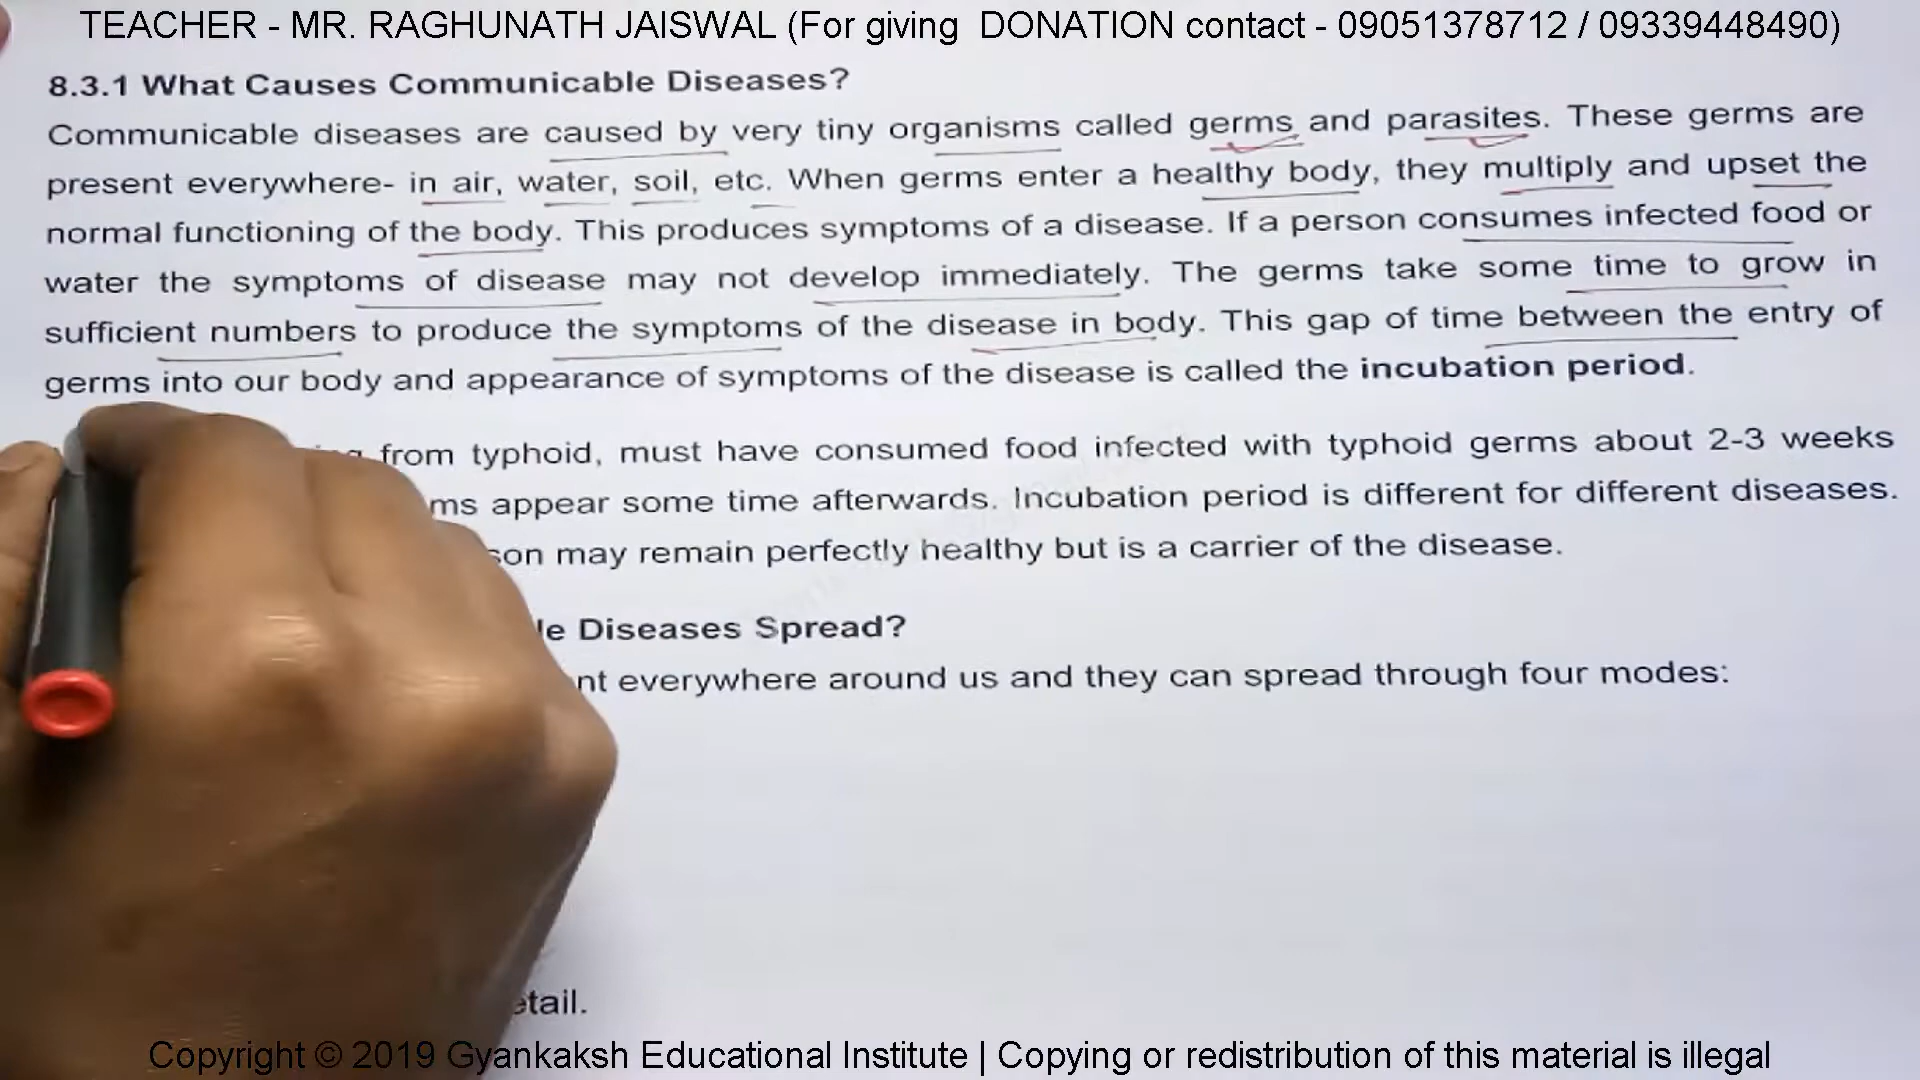 TEACHER - MR. RAGHUNATH JAISWAL (For giving DONATION contact - 09051378712 / 09339448490)
8.3.1 What Causes Communicable Diseases?
Communicable diseases are caused by very tiny organisms called germs and parasites. These germs are
present everywhere- in air, water, soil, etc. When germs enter a healthy body, they multiply and upset the
normal functioning of the body. This produces symptoms of a disease. If a person consumes infected food or
water the symptoms of disease may not develop immediately. The germs take some time to grow in
sufficient numbers to produce the symptoms of the disease in body. This gap of time between the entry of
germs into our body and appearance of symptoms of the disease is called the incubation period.
from typhoid, must have consumed food infected with typhoid germs about 2-3 weeks
appear some time afterwards. Incubation period is different for different diseases.
may remain perfectly healthy but is a carrier of the disease.
Diseases Spread?
everywhere around us and they can spread through four modes:
Copyright © 2019 Gyankaksh Educational Institute | Copying or redistribution of this material is illegal